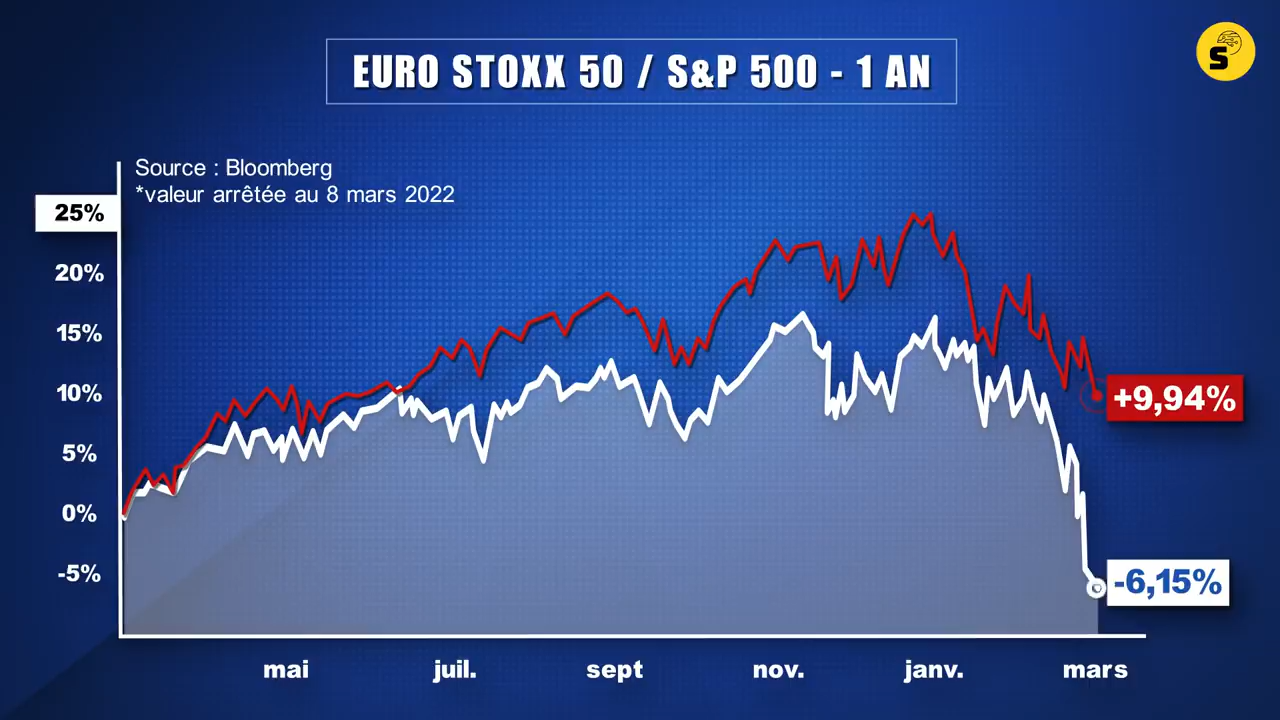 EURO STOXX 50 / S&P 500 - 1 AN
S
Source : Bloomberg
*valeur arrêtée au 8 mars 2022
25%
20%
15%
10%
5%
0%
-5%
+9,94%
-6,15%
mai juil. sept nov. janv. mars